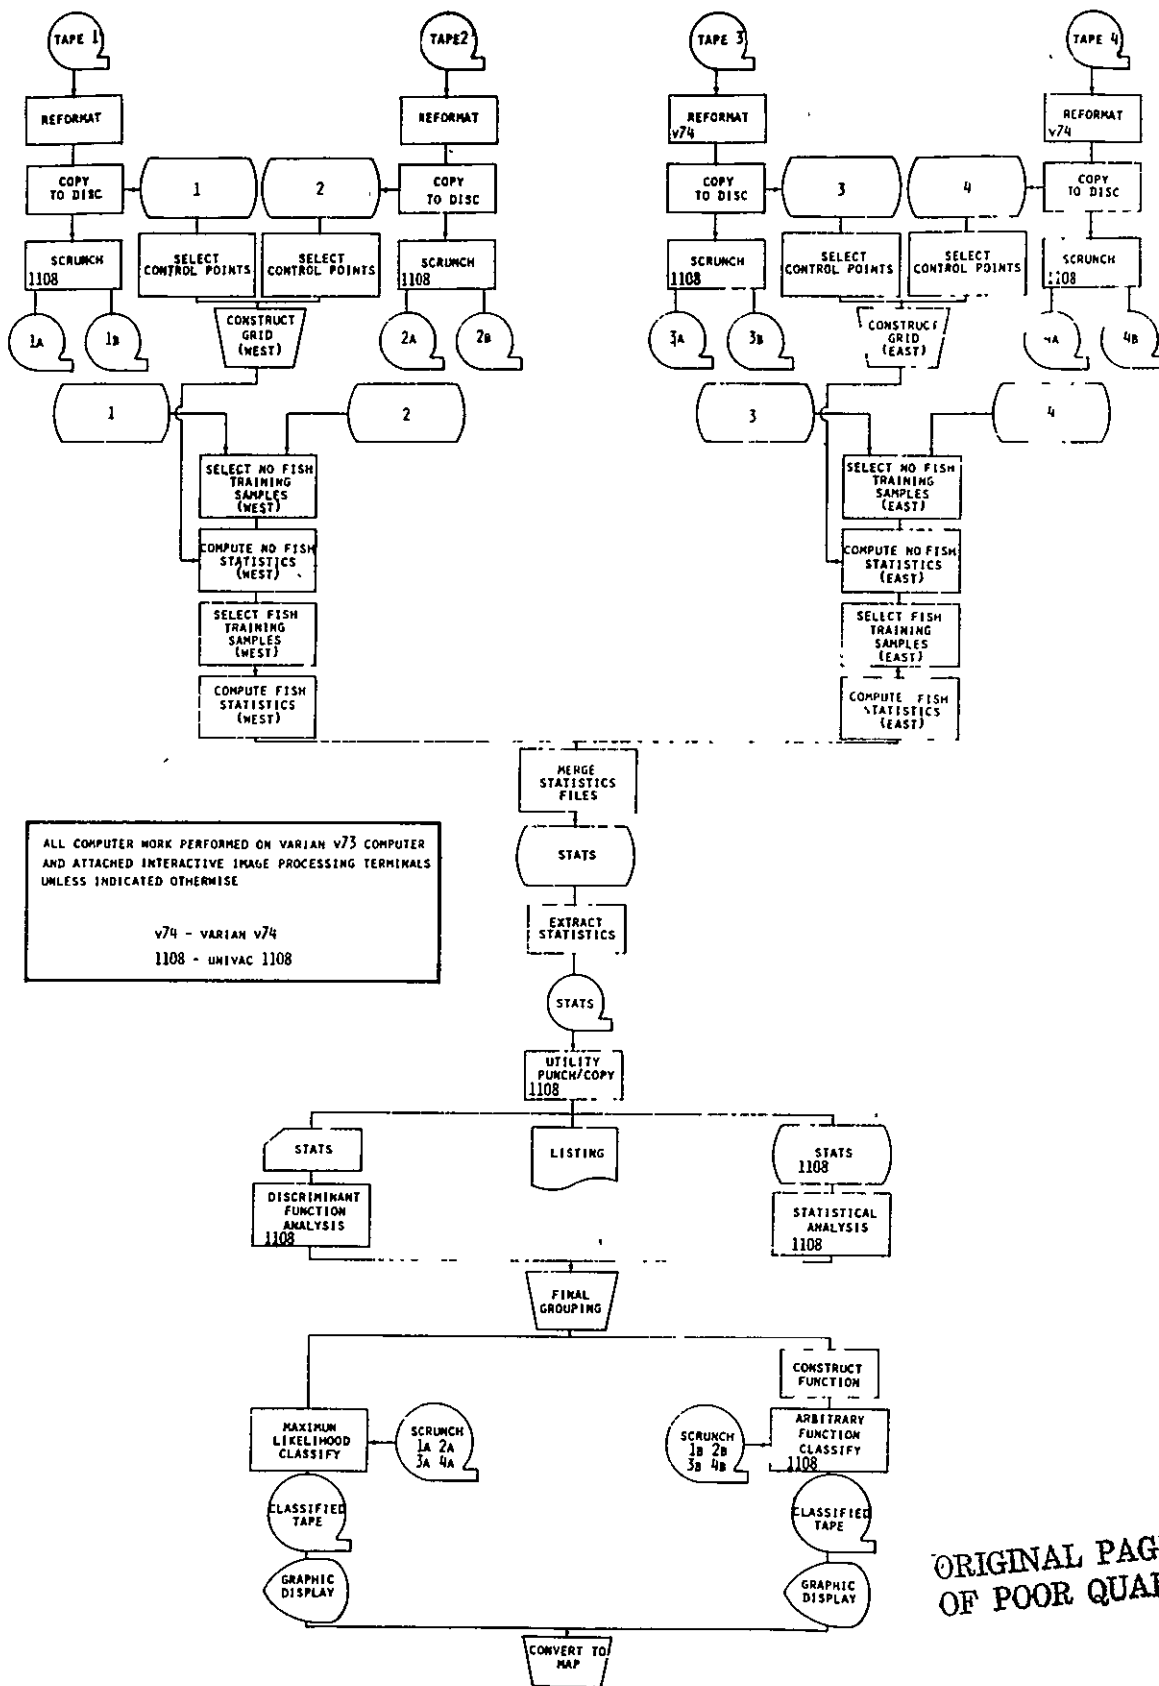 TAPE 1
TAPE2
TAPE 3
TAPE 4
REFORMAT
REFORMAT
REFORMAT
v74
REFORMAT
v74
COPY
TO DISC
1
2
COPY
TO DISC
COPY
TO DISC
3
4
COPY
TO DISC
SCRUNCH
1108
SELECT
CONTROL POINTS
SELECT
CONTROL POINTS
SCRUNCH
1108
SCRUNCH
1108
SELECT
CONTROL POINTS
SELECT
CONTROL POINTS
SCRUNCH
1108
1A
1B
CONSTRUCT
GRID
(WEST)
2A
2B
3A
3B
CONSTRUCT
GRID
(EAST)
4A
4B
1
2
3
4
SELECT NO FISH
TRAINING
SAMPLES
(WEST)
SELECT NO FISH
TRAINING
SAMPLES
(EAST)
COMPUTE NO FISH
STATISTICS
(WEST)
COMPUTE NO FISH
STATISTICS
(EAST)
SELECT FISH
TRAINING
SAMPLES
(WEST)
SELECT FISH
TRAINING
SAMPLES
(EAST)
COMPUTE FISH
STATISTICS
(WEST)
COMPUTE FISH
STATISTICS
(EAST)
MERGE
STATISTICS
FILES
ALL COMPUTER WORK PERFORMED ON VARIAN v73 COMPUTER
AND ATTACHED INTERACTIVE IMAGE PROCESSING TERMINALS
UNLESS INDICATED OTHERWISE
v74 - VARIAN v74
1108 - UNIVAC 1108
STATS
EXTRACT
STATISTICS
STATS
UTILITY
PUNCH/COPY
1108
STATS
LISTING
STATS
1108
DISCRIMINANT
FUNCTION
ANALYSIS
1108
STATISTICAL
ANALYSIS
1108
FINAL
GROUPING
CONSTRUCT
FUNCTION
MAXIMUN
LIKELIHOOD
CLASSIFY
SCRUNCH
1A 2A
3A 4A
SCRUNCH
1B 2B
3B 4B
ARBITRARY
FUNCTION
CLASSIFY
1108
CLASSIFIED
TAPE
CLASSIFIED
TAPE
GRAPHIC
DISPLAY
GRAPHIC
DISPLAY
CONVERT TO
MAP
ORIGINAL PAG
OF POOR QUAL